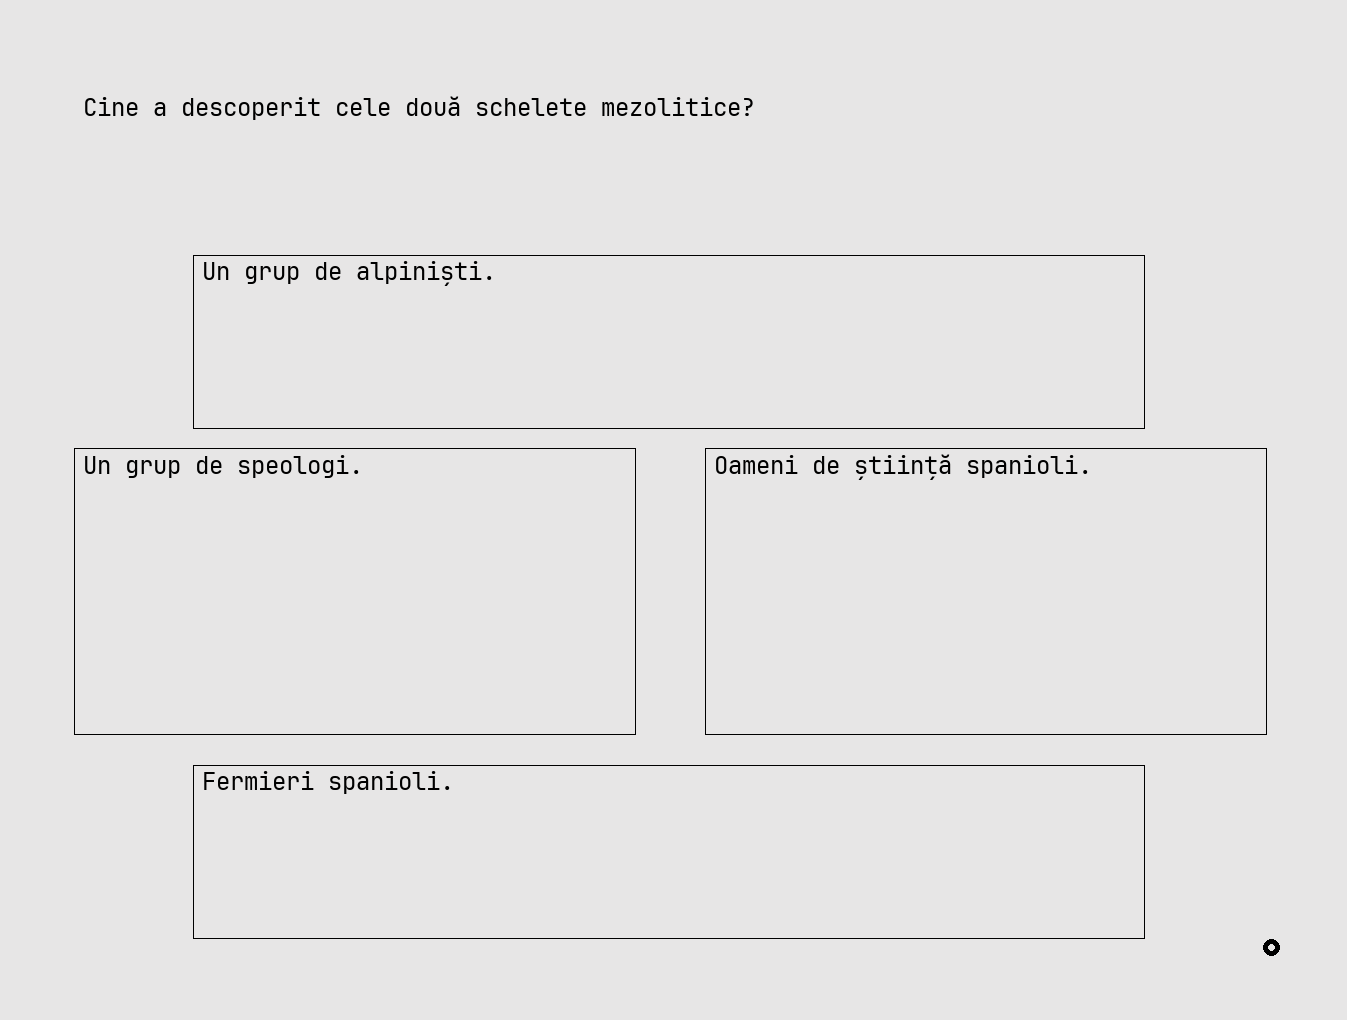 Cine a descoperit cele două schelete mezolitice?
Un grup de alpiniști.
Un grup de speologi.
Oameni de știință spanioli.
Fermieri spanioli.